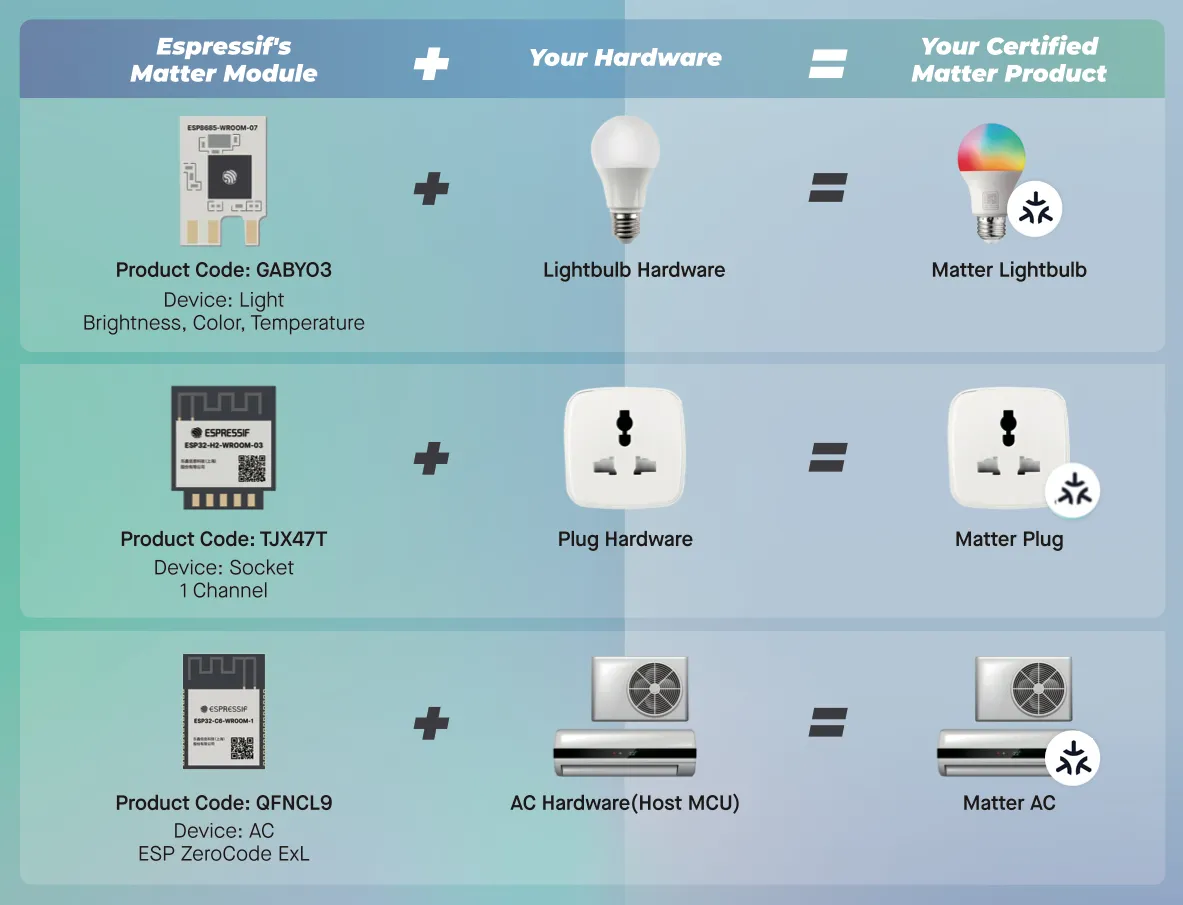 Espressif's
Matter Module
Your Hardware
Your Certified
Matter Product
ESP8685-WROOM-07
Product Code: GABYO3
Device: Light
Brightness, Color, Temperature
Lightbulb Hardware
Matter Lightbulb
ESPRESSIF
ESP32-H2-WROOM-03
Product Code: TJX47T
Device: Socket
1 Channel
Plug Hardware
Matter Plug
ESPRESSIF
ESP32-C6-WROOM-1
Product Code: QFNCL9
Device: AC
ESP ZeroCode ExL
AC Hardware(Host MCU)
Matter AC